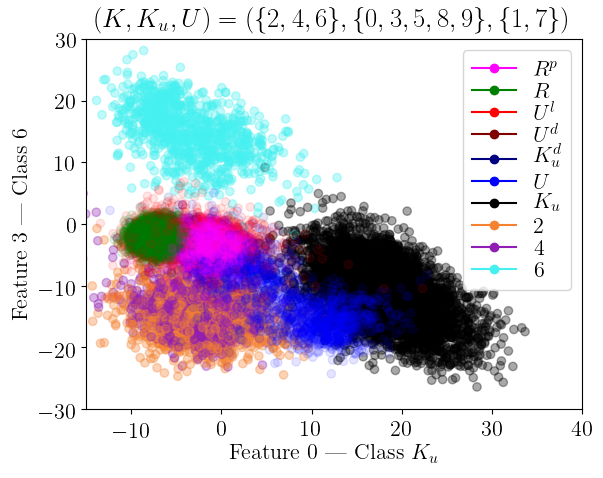 (K, K_u, U) = ({2, 4, 6}, {0, 3, 5, 8, 9}, {1, 7})
30
20
10
0
−10
−20
−30
Feature 3 — Class 6
R^p
R
U^l
U^d
K_u^d
U
K_u
2
4
6
−10
0
10
20
30
40
Feature 0 — Class K_u